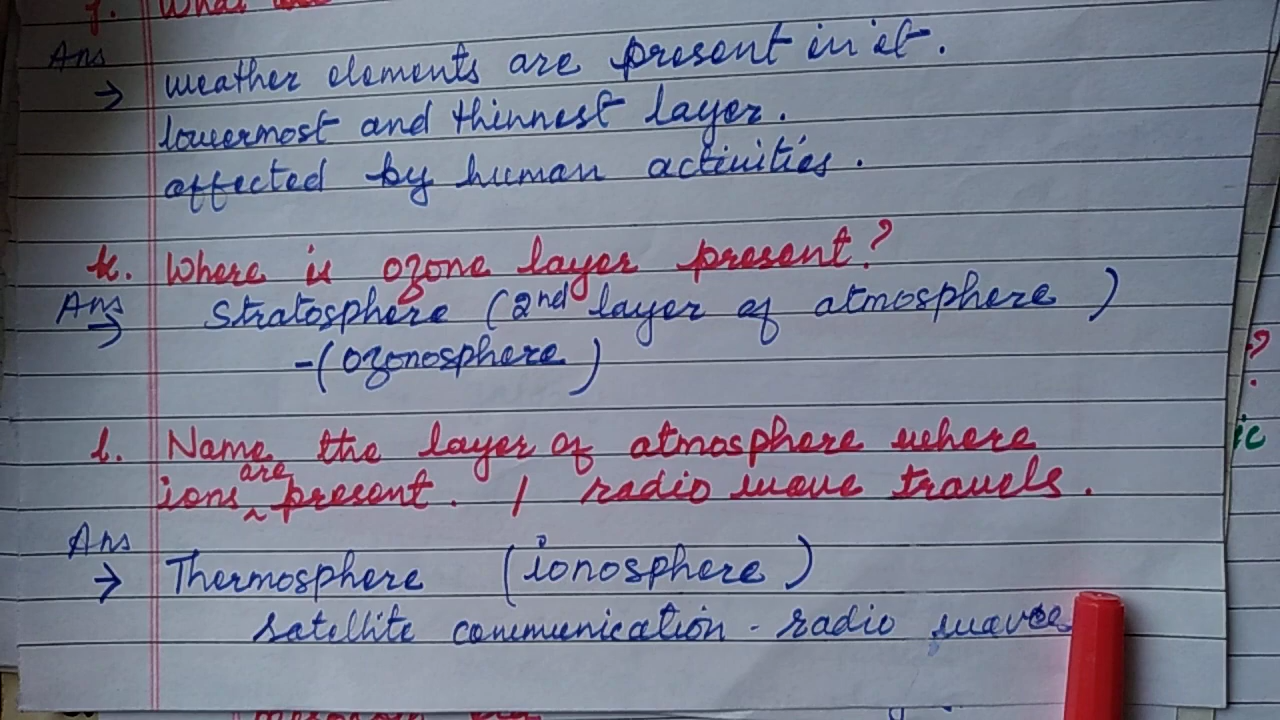 j. What
Ans
→ weather elements are present in it.
lowermost and thinnest layer.
affected by human activities.
k. Where is ozone layer present?
Ans → Stratosphere (2nd layer of atmosphere)
-(ozonosphere)
l. Name the layer of atmosphere where
ions are present. / radio wave travels.
Ans
→ Thermosphere (ionosphere)
satellite communication - radio waves
?
ic